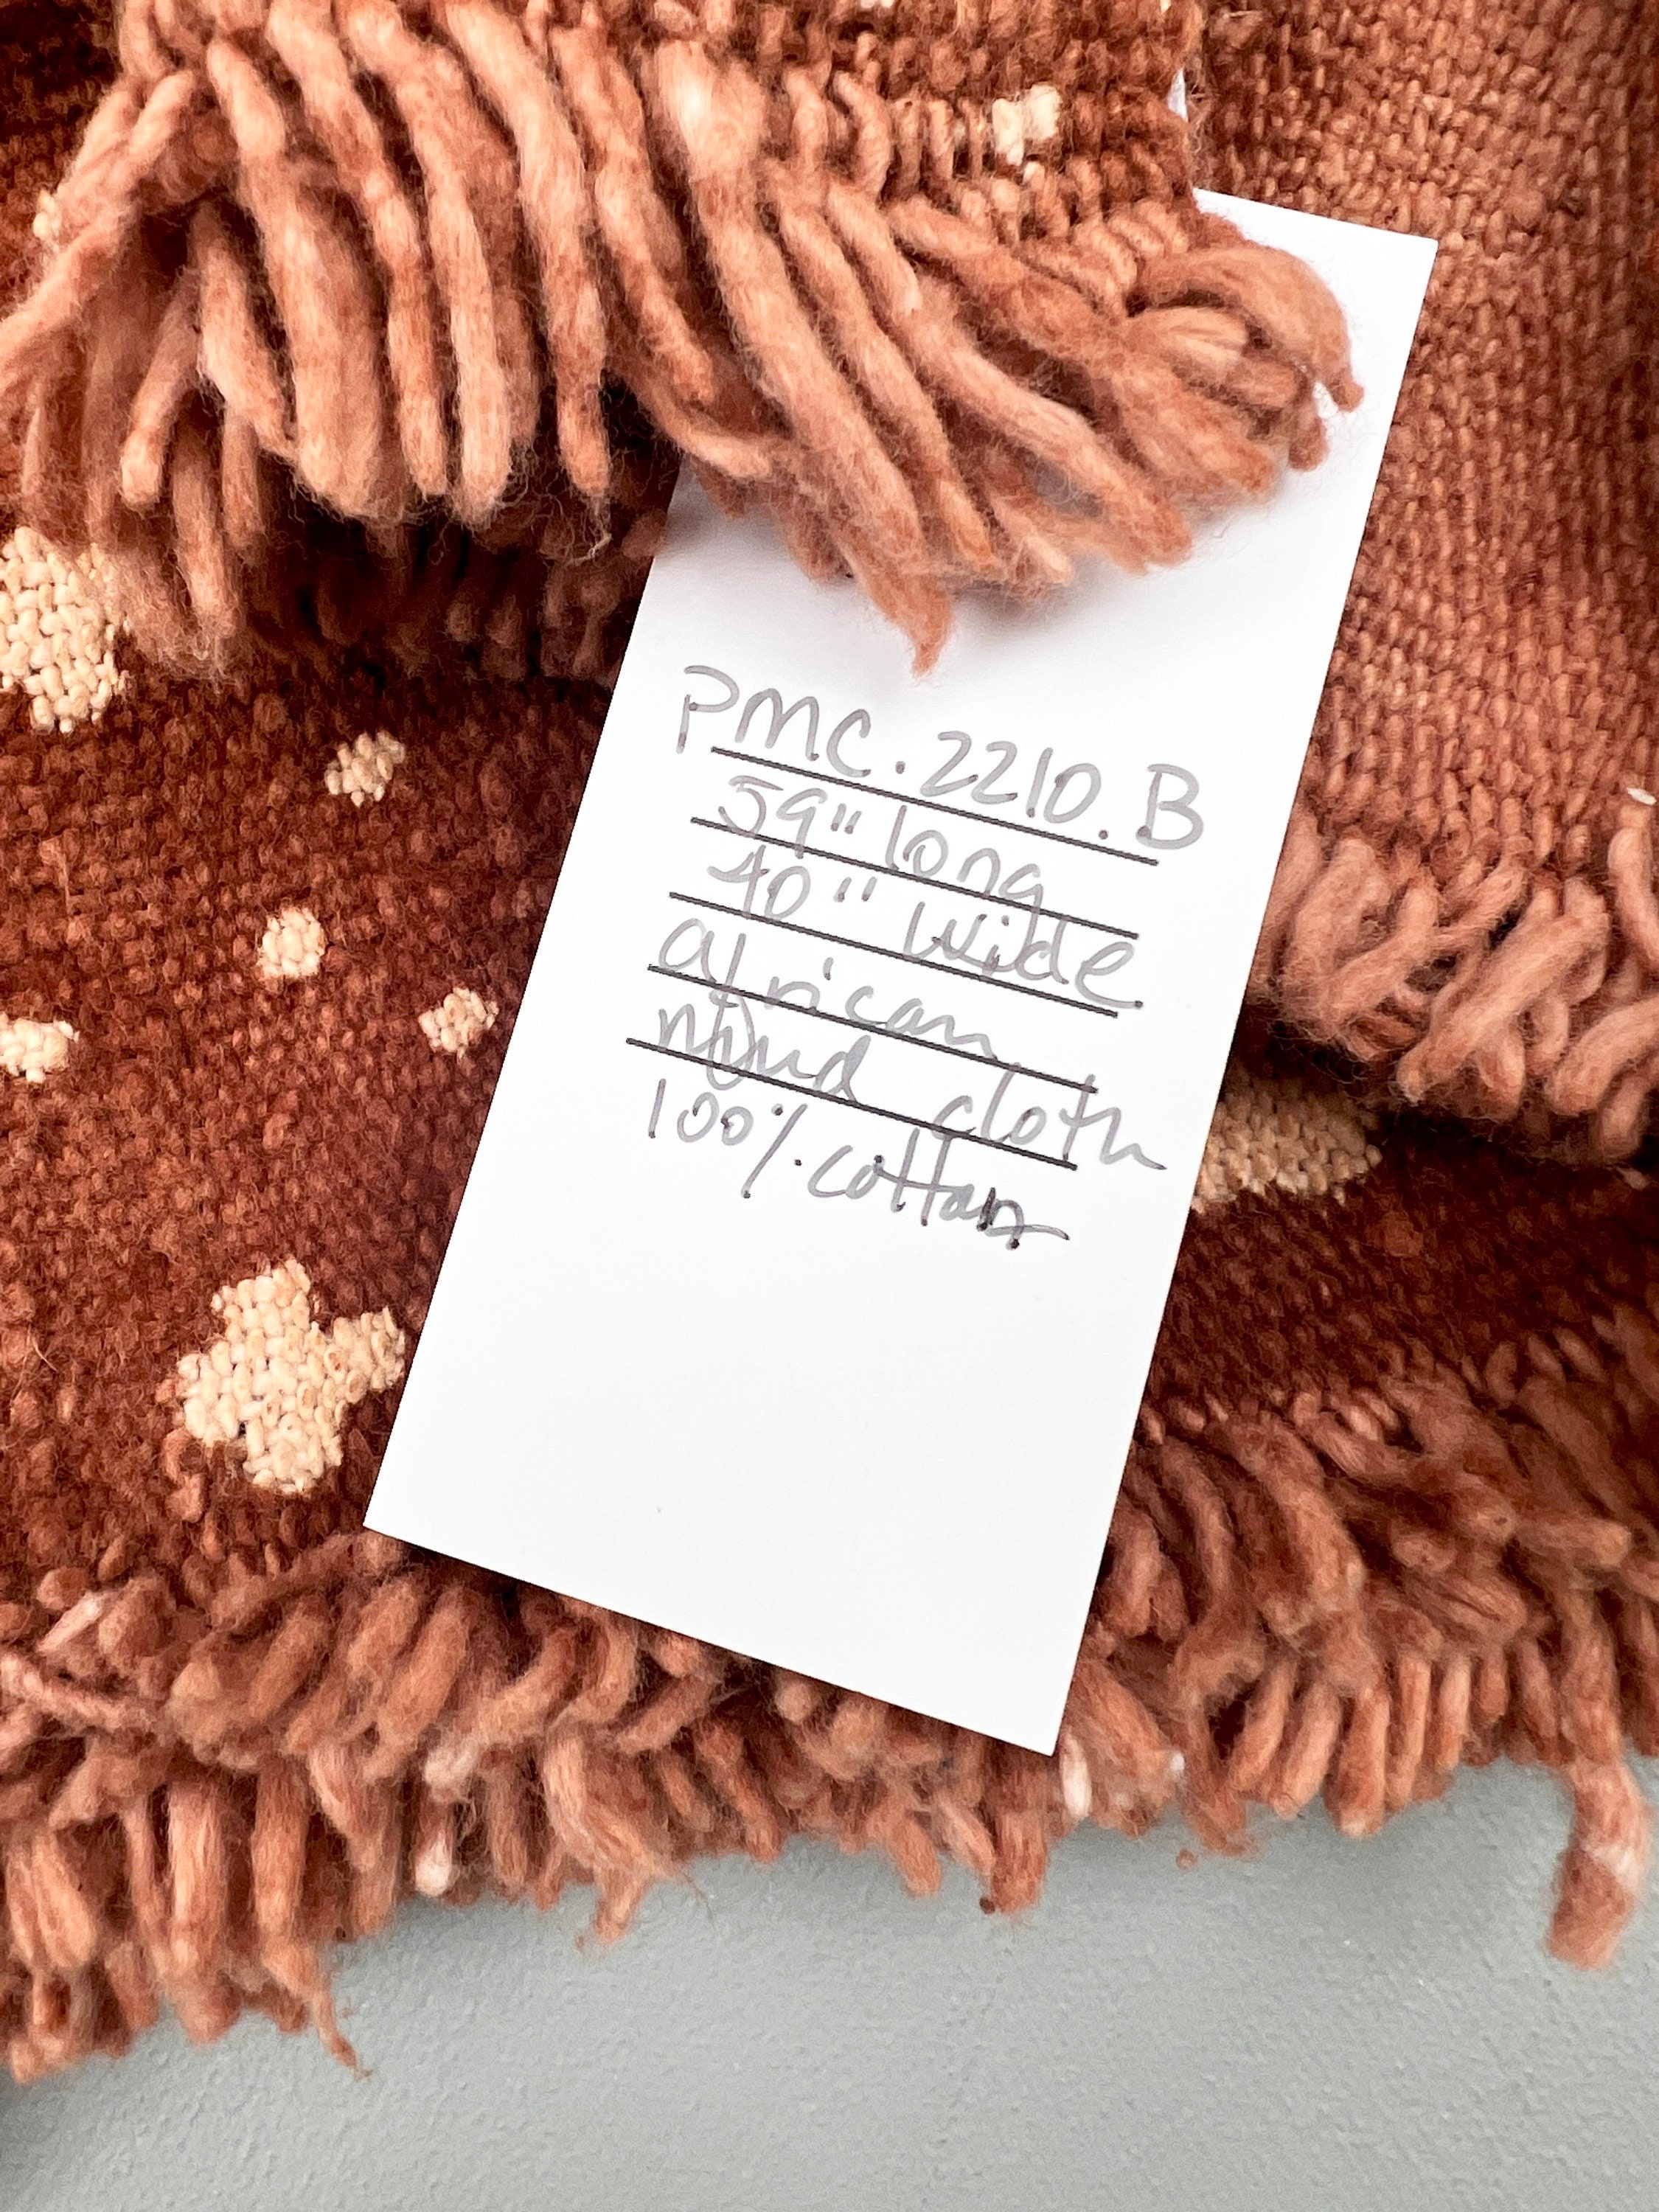 PMC.2210.B
59" long
40" wide
african
mud cloth
100%.cotton